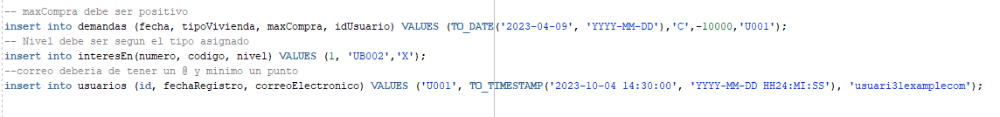 -- maxCompra debe ser positivo
insert into demandas (fecha, tipoVivienda, maxCompra, idUsuario) VALUES (TO_DATE('2023-04-09', 'YYYY-MM-DD'),'C',-10000,'U001');
-- Nivel debe ser segun el tipo asignado
insert into interesEn(numero, codigo, nivel) VALUES (1, 'UB002','X');
--correo deberia de tener un @ y minimo un punto
insert into usuarios (id, fechaRegistro, correoElectronico) VALUES ('U001', TO_TIMESTAMP('2023-10-04 14:30:00', 'YYYY-MM-DD HH24:MI:SS'), 'usuari3lexamplecom');